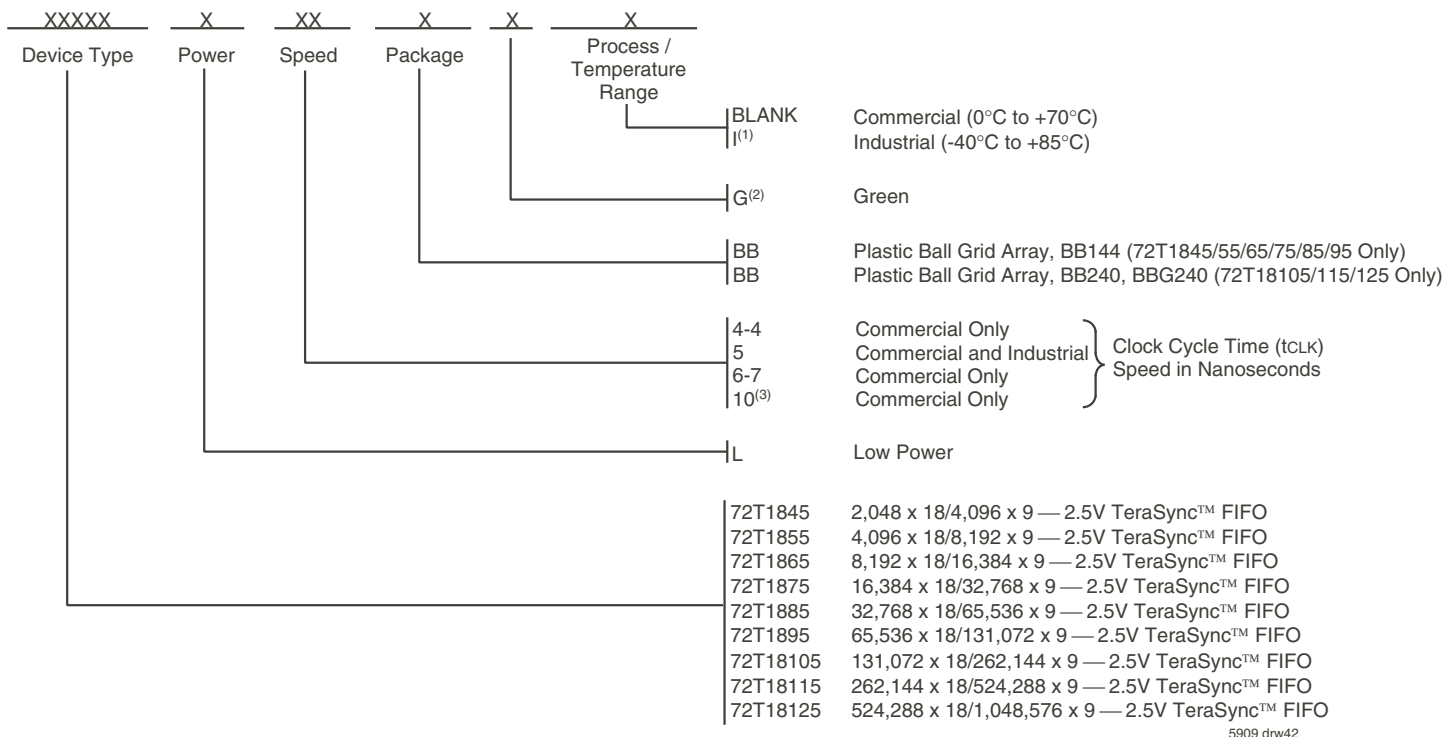 XXXXX X XX X X X
Device Type Power Speed Package Process / Temperature Range
BLANK Commercial (0°C to +70°C)
I(1) Industrial (-40°C to +85°C)
G(2) Green
BB Plastic Ball Grid Array, BB144 (72T1845/55/65/75/85/95 Only)
BB Plastic Ball Grid Array, BB240, BBG240 (72T18105/115/125 Only)
4-4 Commercial Only
5 Commercial and Industrial
6-7 Commercial Only
10(3) Commercial Only
Clock Cycle Time (tCLK)
Speed in Nanoseconds
L Low Power
72T1845 2,048 x 18/4,096 x 9 — 2.5V TeraSync™ FIFO
72T1855 4,096 x 18/8,192 x 9 — 2.5V TeraSync™ FIFO
72T1865 8,192 x 18/16,384 x 9 — 2.5V TeraSync™ FIFO
72T1875 16,384 x 18/32,768 x 9 — 2.5V TeraSync™ FIFO
72T1885 32,768 x 18/65,536 x 9 — 2.5V TeraSync™ FIFO
72T1895 65,536 x 18/131,072 x 9 — 2.5V TeraSync™ FIFO
72T18105 131,072 x 18/262,144 x 9 — 2.5V TeraSync™ FIFO
72T18115 262,144 x 18/524,288 x 9 — 2.5V TeraSync™ FIFO
72T18125 524,288 x 18/1,048,576 x 9 — 2.5V TeraSync™ FIFO
5909 drw42